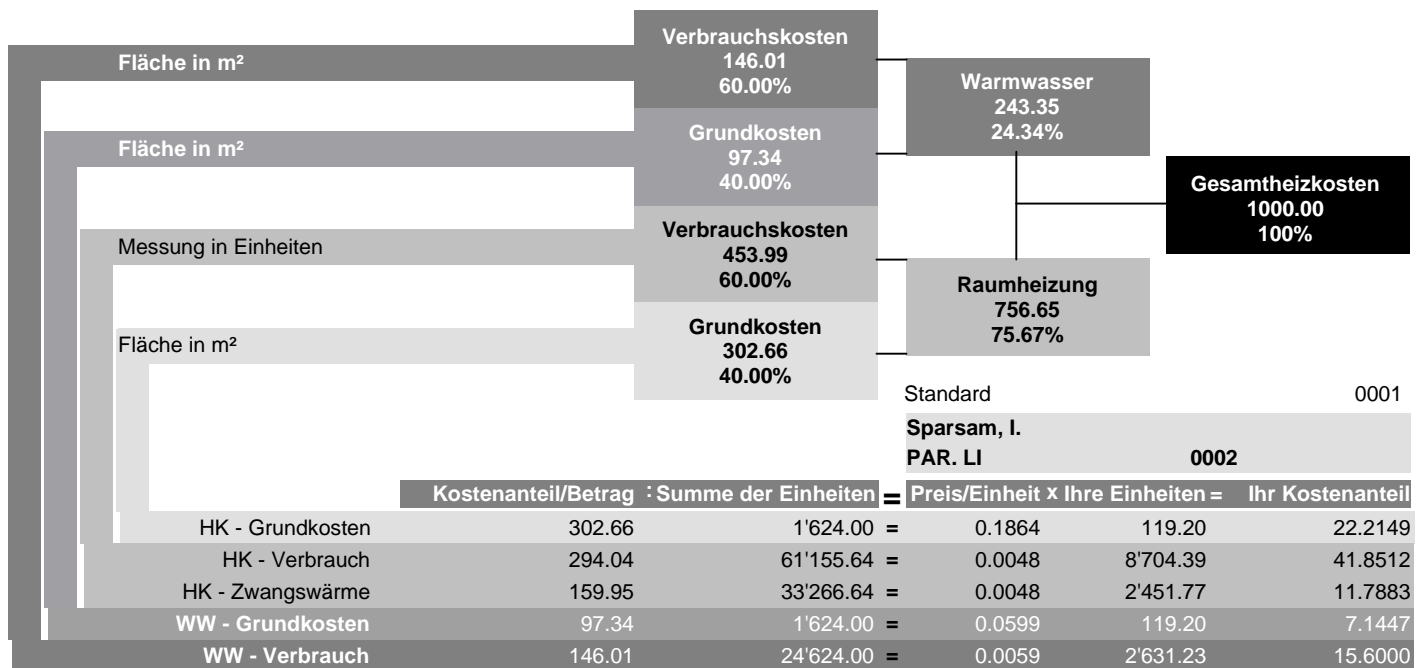 Verbrauchskosten
146.01
60.00%
Fläche in m²
Warmwasser
243.35
24.34%
Grundkosten
97.34
40.00%
Fläche in m²
Gesamtheizkosten
1000.00
100%
Verbrauchskosten
453.99
60.00%
Messung in Einheiten
Raumheizung
756.65
75.67%
Grundkosten
302.66
40.00%
Fläche in m²
Standard 0001
Sparsam, I.
PAR. LI 0002
Kostenanteil/Betrag : Summe der Einheiten = Preis/Einheit x Ihre Einheiten = Ihr Kostenanteil
HK - Grundkosten 302.66 1'624.00 = 0.1864 119.20 22.2149
HK - Verbrauch 294.04 61'155.64 = 0.0048 8'704.39 41.8512
HK - Zwangswärme 159.95 33'266.64 = 0.0048 2'451.77 11.7883
WW - Grundkosten 97.34 1'624.00 = 0.0599 119.20 7.1447
WW - Verbrauch 146.01 24'624.00 = 0.0059 2'631.23 15.6000